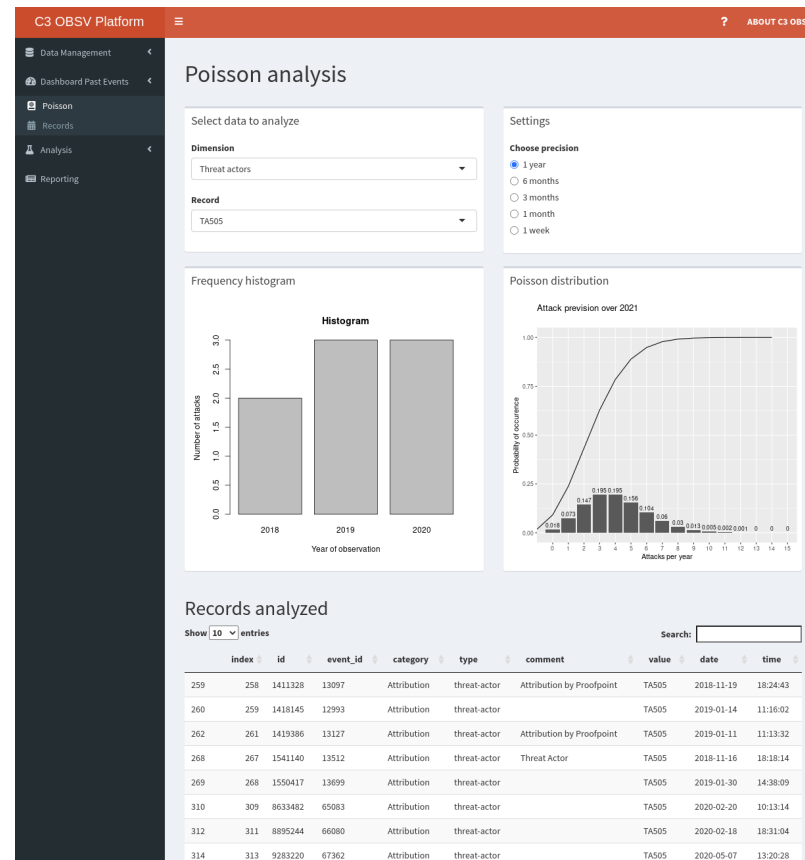 C3 OBSV Platform
? ABOUT C3 OBS
Data Management
Dashboard Past Events
Poisson
Records
Analysis
Reporting
Poisson analysis
Select data to analyze
Dimension
Threat actors
Record
TA505
Settings
Choose precision
1 year
6 months
3 months
1 month
1 week
Frequency histogram
Histogram
Number of attacks
3.0
2.5
2.0
1.5
1.0
0.5
0.0
2018 2019 2020
Year of observation
Poisson distribution
Attack prevision over 2021
Probability of occurence
1.00
0.75
0.50
0.25
0.00
0.018 0.073 0.147 0.195 0.195 0.156 0.104 0.06 0.03 0.013 0.005 0.002 0.001 0 0 0
0 1 2 3 4 5 6 7 8 9 10 11 12 13 14 15
Attacks per year
Records analyzed
Show 10 entries
Search:
index id event_id category type comment value date time
259 258 1411328 13097 Attribution threat-actor Attribution by Proofpoint TA505 2018-11-19 18:24:43
260 259 1418145 12993 Attribution threat-actor TA505 2019-01-14 11:16:02
262 261 1419386 13127 Attribution threat-actor Attribution by Proofpoint TA505 2019-01-11 11:13:32
268 267 1541140 13512 Attribution threat-actor Threat Actor TA505 2018-11-16 18:18:14
269 268 1550417 13699 Attribution threat-actor TA505 2019-01-30 14:38:09
310 309 8633482 65083 Attribution threat-actor TA505 2020-02-20 10:13:14
312 311 8895244 66080 Attribution threat-actor TA505 2020-02-18 18:31:04
314 313 9283220 67362 Attribution threat-actor TA505 2020-05-07 13:20:28